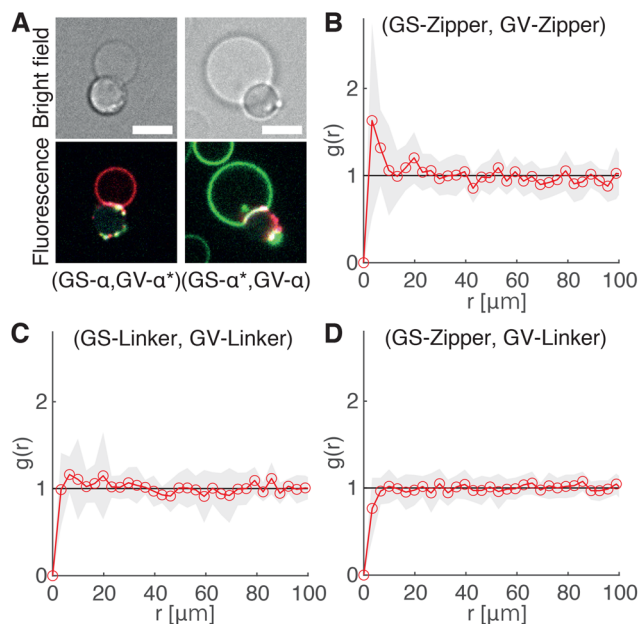 A
Bright field
Fluorescence
(GS-α,GV-α*)
(GS-α*,GV-α)
B
(GS-Zipper, GV-Zipper)
g(r)
2
1
0
0 20 40 60 80 100
r [μm]
C
(GS-Linker, GV-Linker)
g(r)
2
1
0
0 20 40 60 80 100
r [μm]
D
(GS-Zipper, GV-Linker)
g(r)
2
1
0
0 20 40 60 80 100
r [μm]